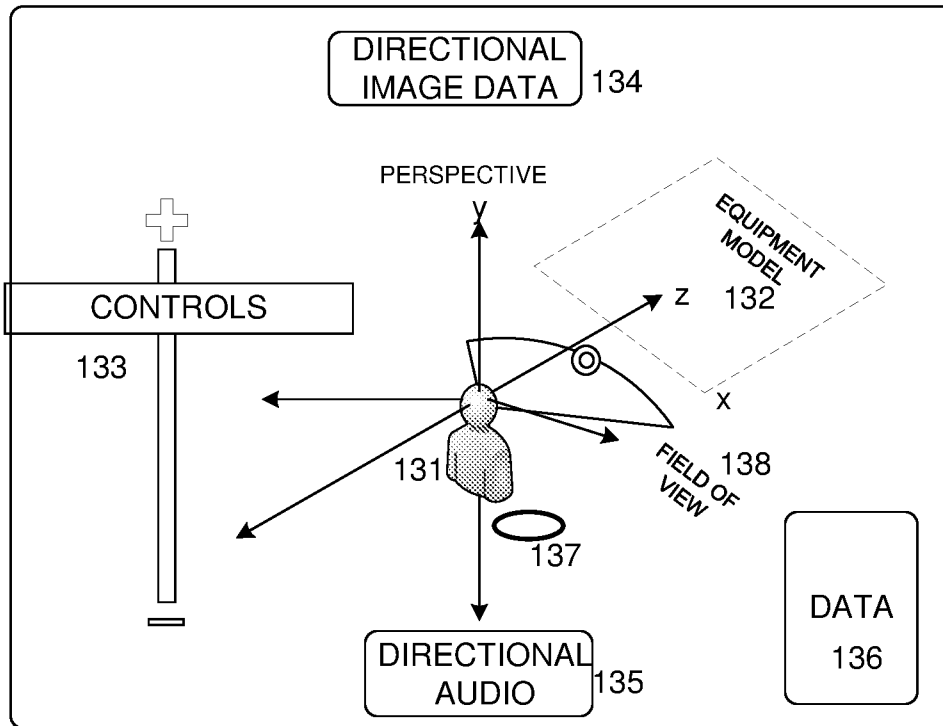 DIRECTIONAL
IMAGE DATA
134
PERSPECTIVE
y
EQUIPMENT
MODEL
132
z
CONTROLS
133
x
131
138
FIELD OF
VIEW
137
DATA
136
DIRECTIONAL
AUDIO
135